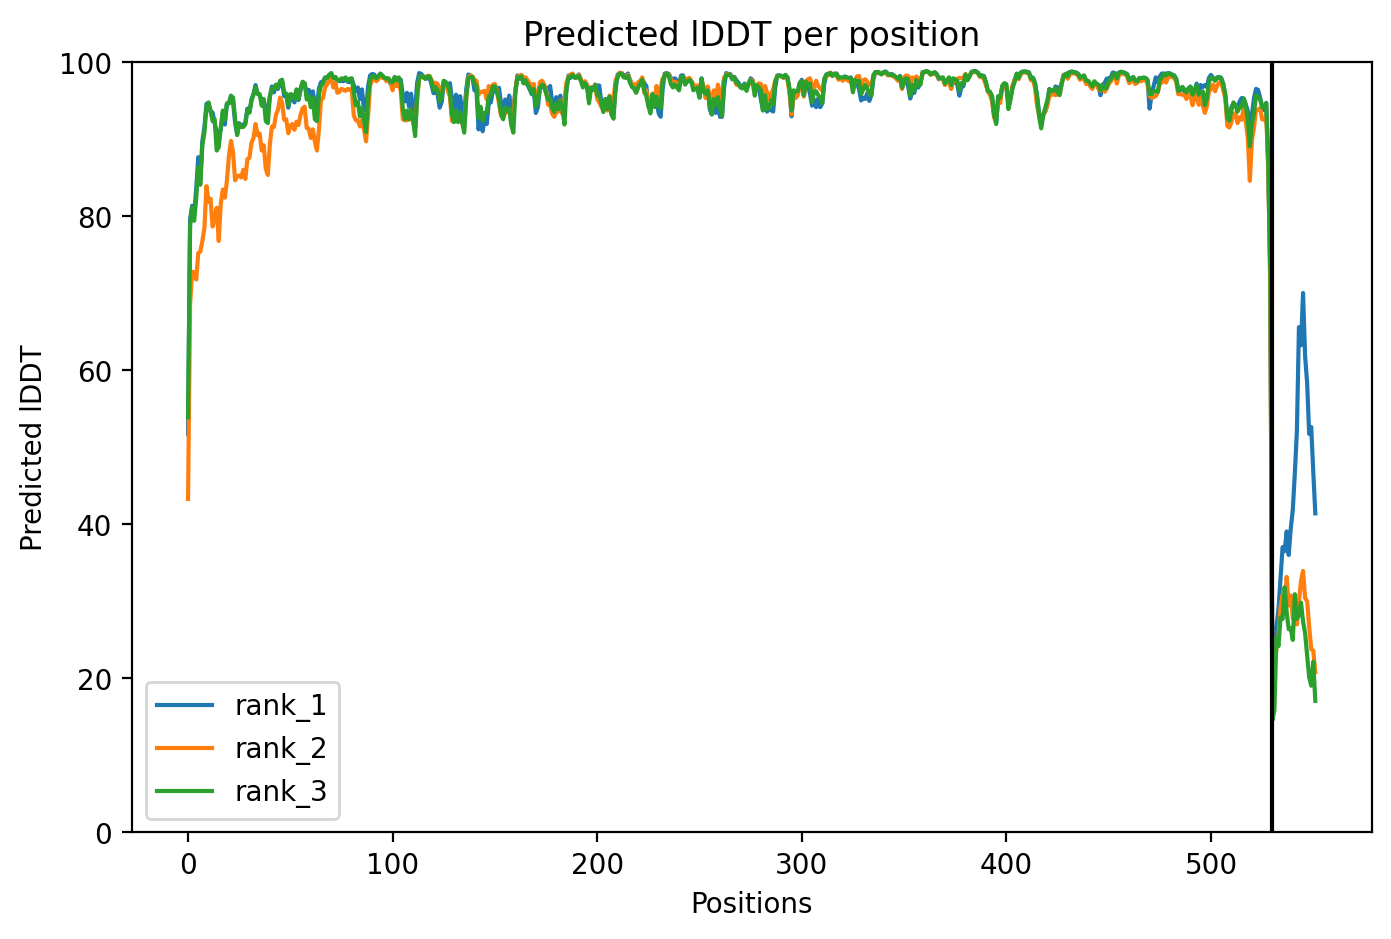 Predicted lDDT per position
100
80
60
40
20
0
Predicted lDDT
rank_1
rank_2
rank_3
0 100 200 300 400 500
Positions